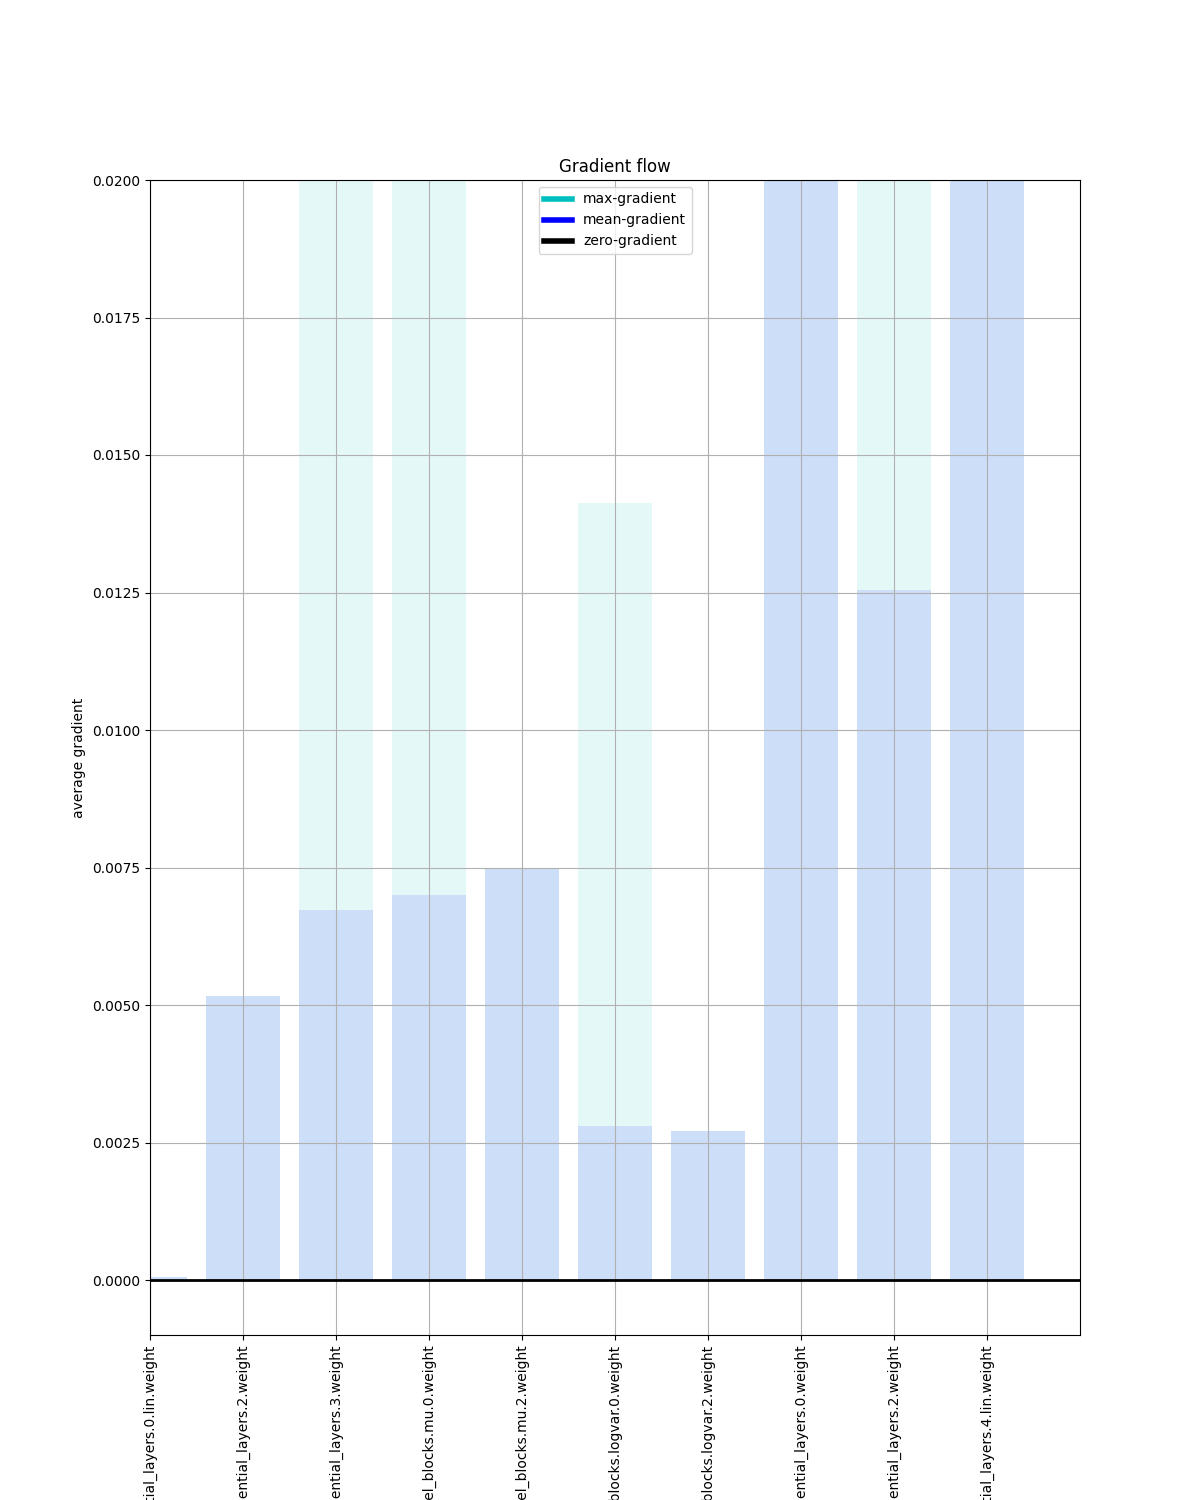 Gradient flow
max-gradient
mean-gradient
zero-gradient
0.0200
0.0175
0.0150
0.0125
0.0100
0.0075
0.0050
0.0025
0.0000
average gradient
tial_layers.0.lin.weight
ential_layers.2.weight
ential_layers.3.weight
el_blocks.mu.0.weight
el_blocks.mu.2.weight
blocks.logvar.0.weight
blocks.logvar.2.weight
ential_layers.0.weight
ential_layers.2.weight
tial_layers.4.lin.weight